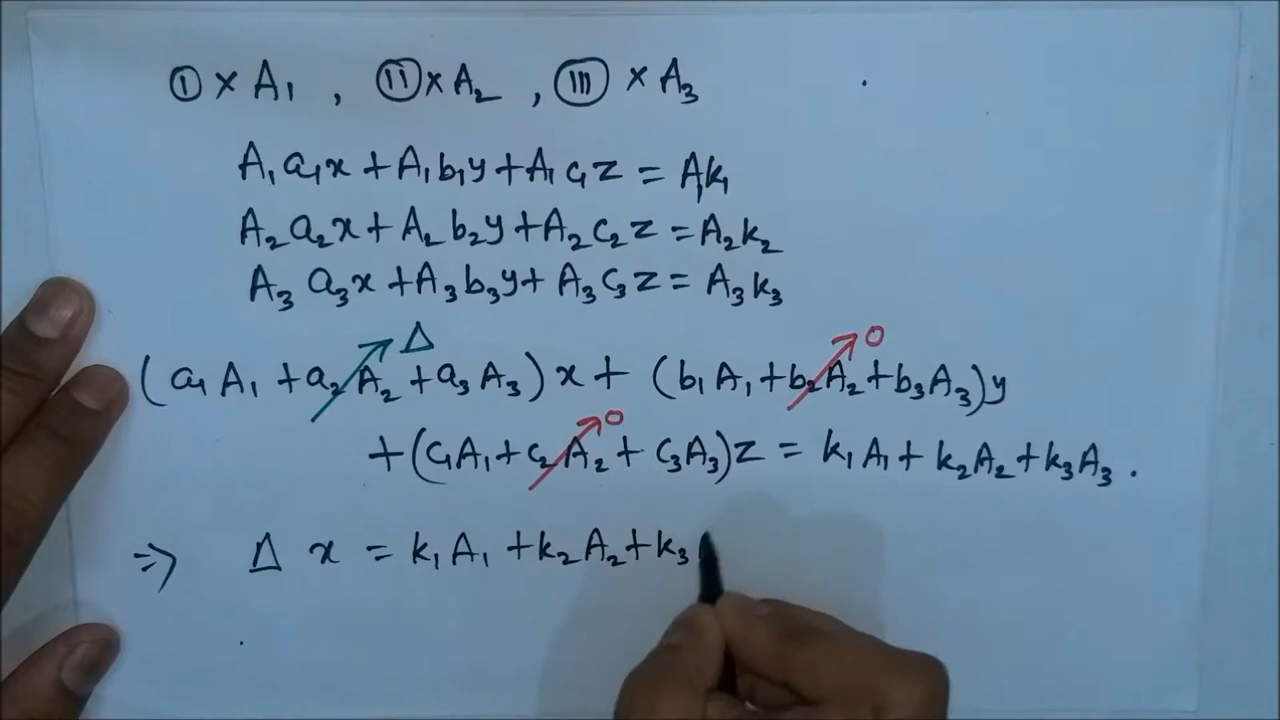 ① × A₁ , ⑪ × A₂ , Ⓘⓘⓘ × A₃
A₁a₁x + A₁b₁y + A₁c₁z = A₁k₁
A₂a₂x + A₂b₂y + A₂c₂z = A₂k₂
A₃a₃x + A₃b₃y + A₃c₃z = A₃k₃
Δ 0
(a₁A₁ + a₂A₂ + a₃A₃)x + (b₁A₁ + b₂A₂ + b₃A₃)y
0
+ (c₁A₁ + c₂A₂ + c₃A₃)z = k₁A₁ + k₂A₂ + k₃A₃ .
⇒ Δ x = k₁A₁ + k₂A₂ + k₃